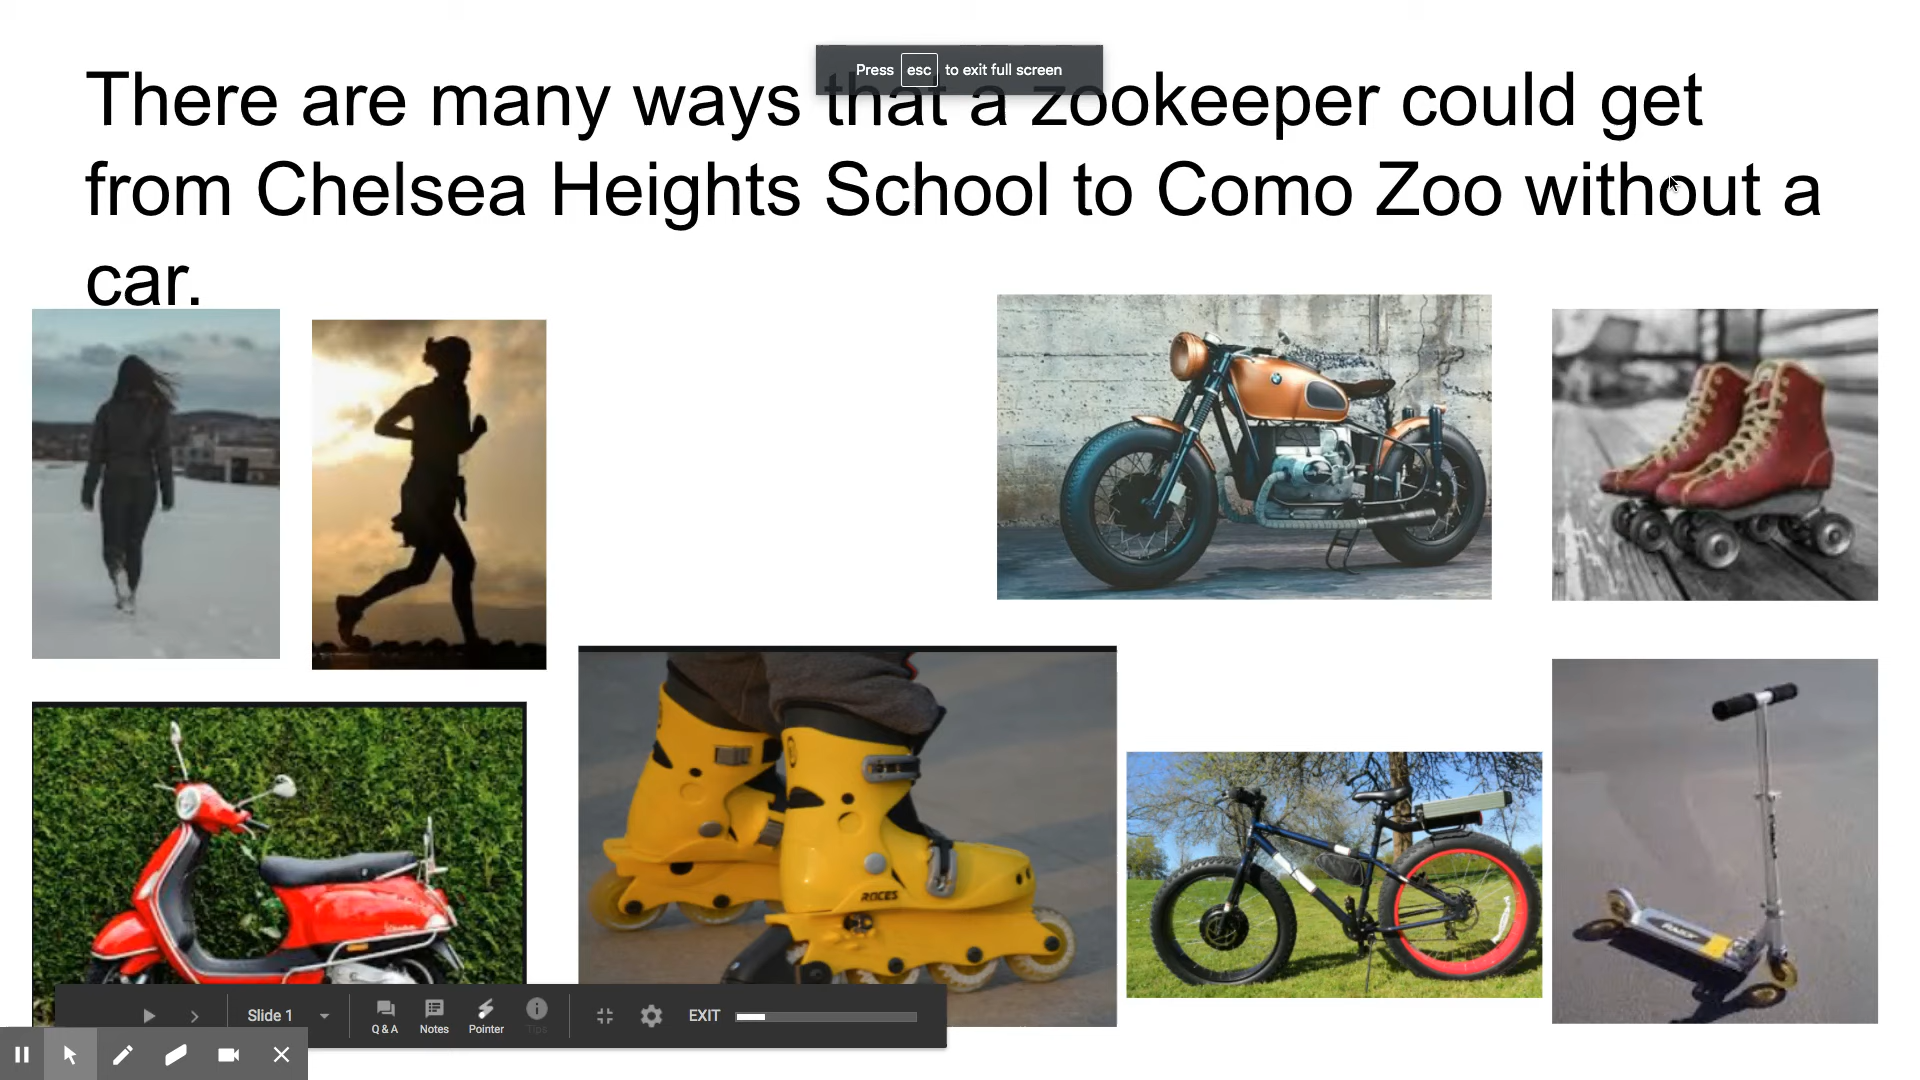 Press esc to exit full screen
There are many ways that a zookeeper could get
from Chelsea Heights School to Como Zoo without a
car.
ROCES
Slide 1
Q & A
Notes
Pointer
Tips
EXIT